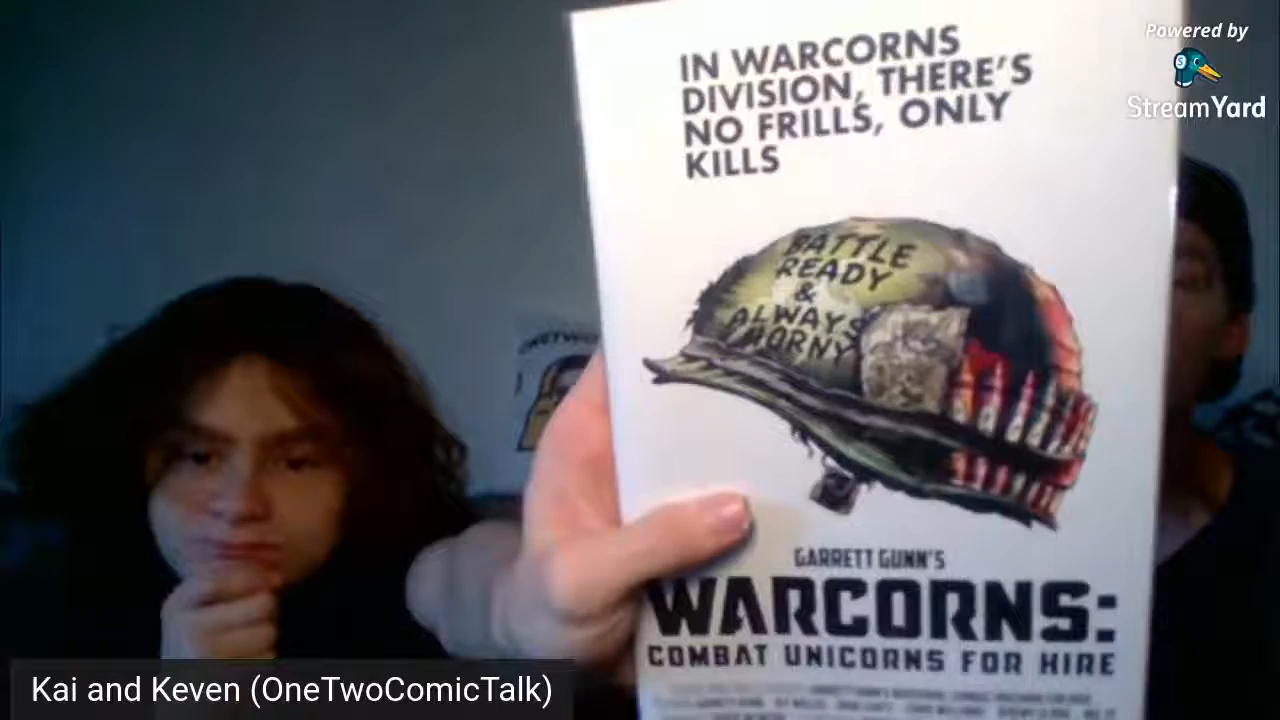 IN WARCORNS
DIVISION, THERE'S
NO FRILLS, ONLY
KILLS
BATTLE
READY
&
ALWAYS
HORNY
GARRETT GUNN'S
WARCORNS:
COMBAT UNICORNS FOR HIRE
Powered by
StreamYard
Kai and Keven (OneTwoComicTalk)